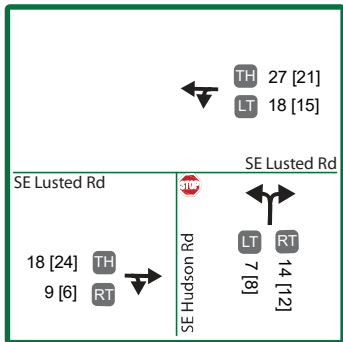 TH 27 [21]
LT 18 [15]
SE Lusted Rd
SE Lusted Rd
STOP
18 [24] TH
9 [6] RT
SE Hudson Rd
LT RT
7 [8] 14 [12]